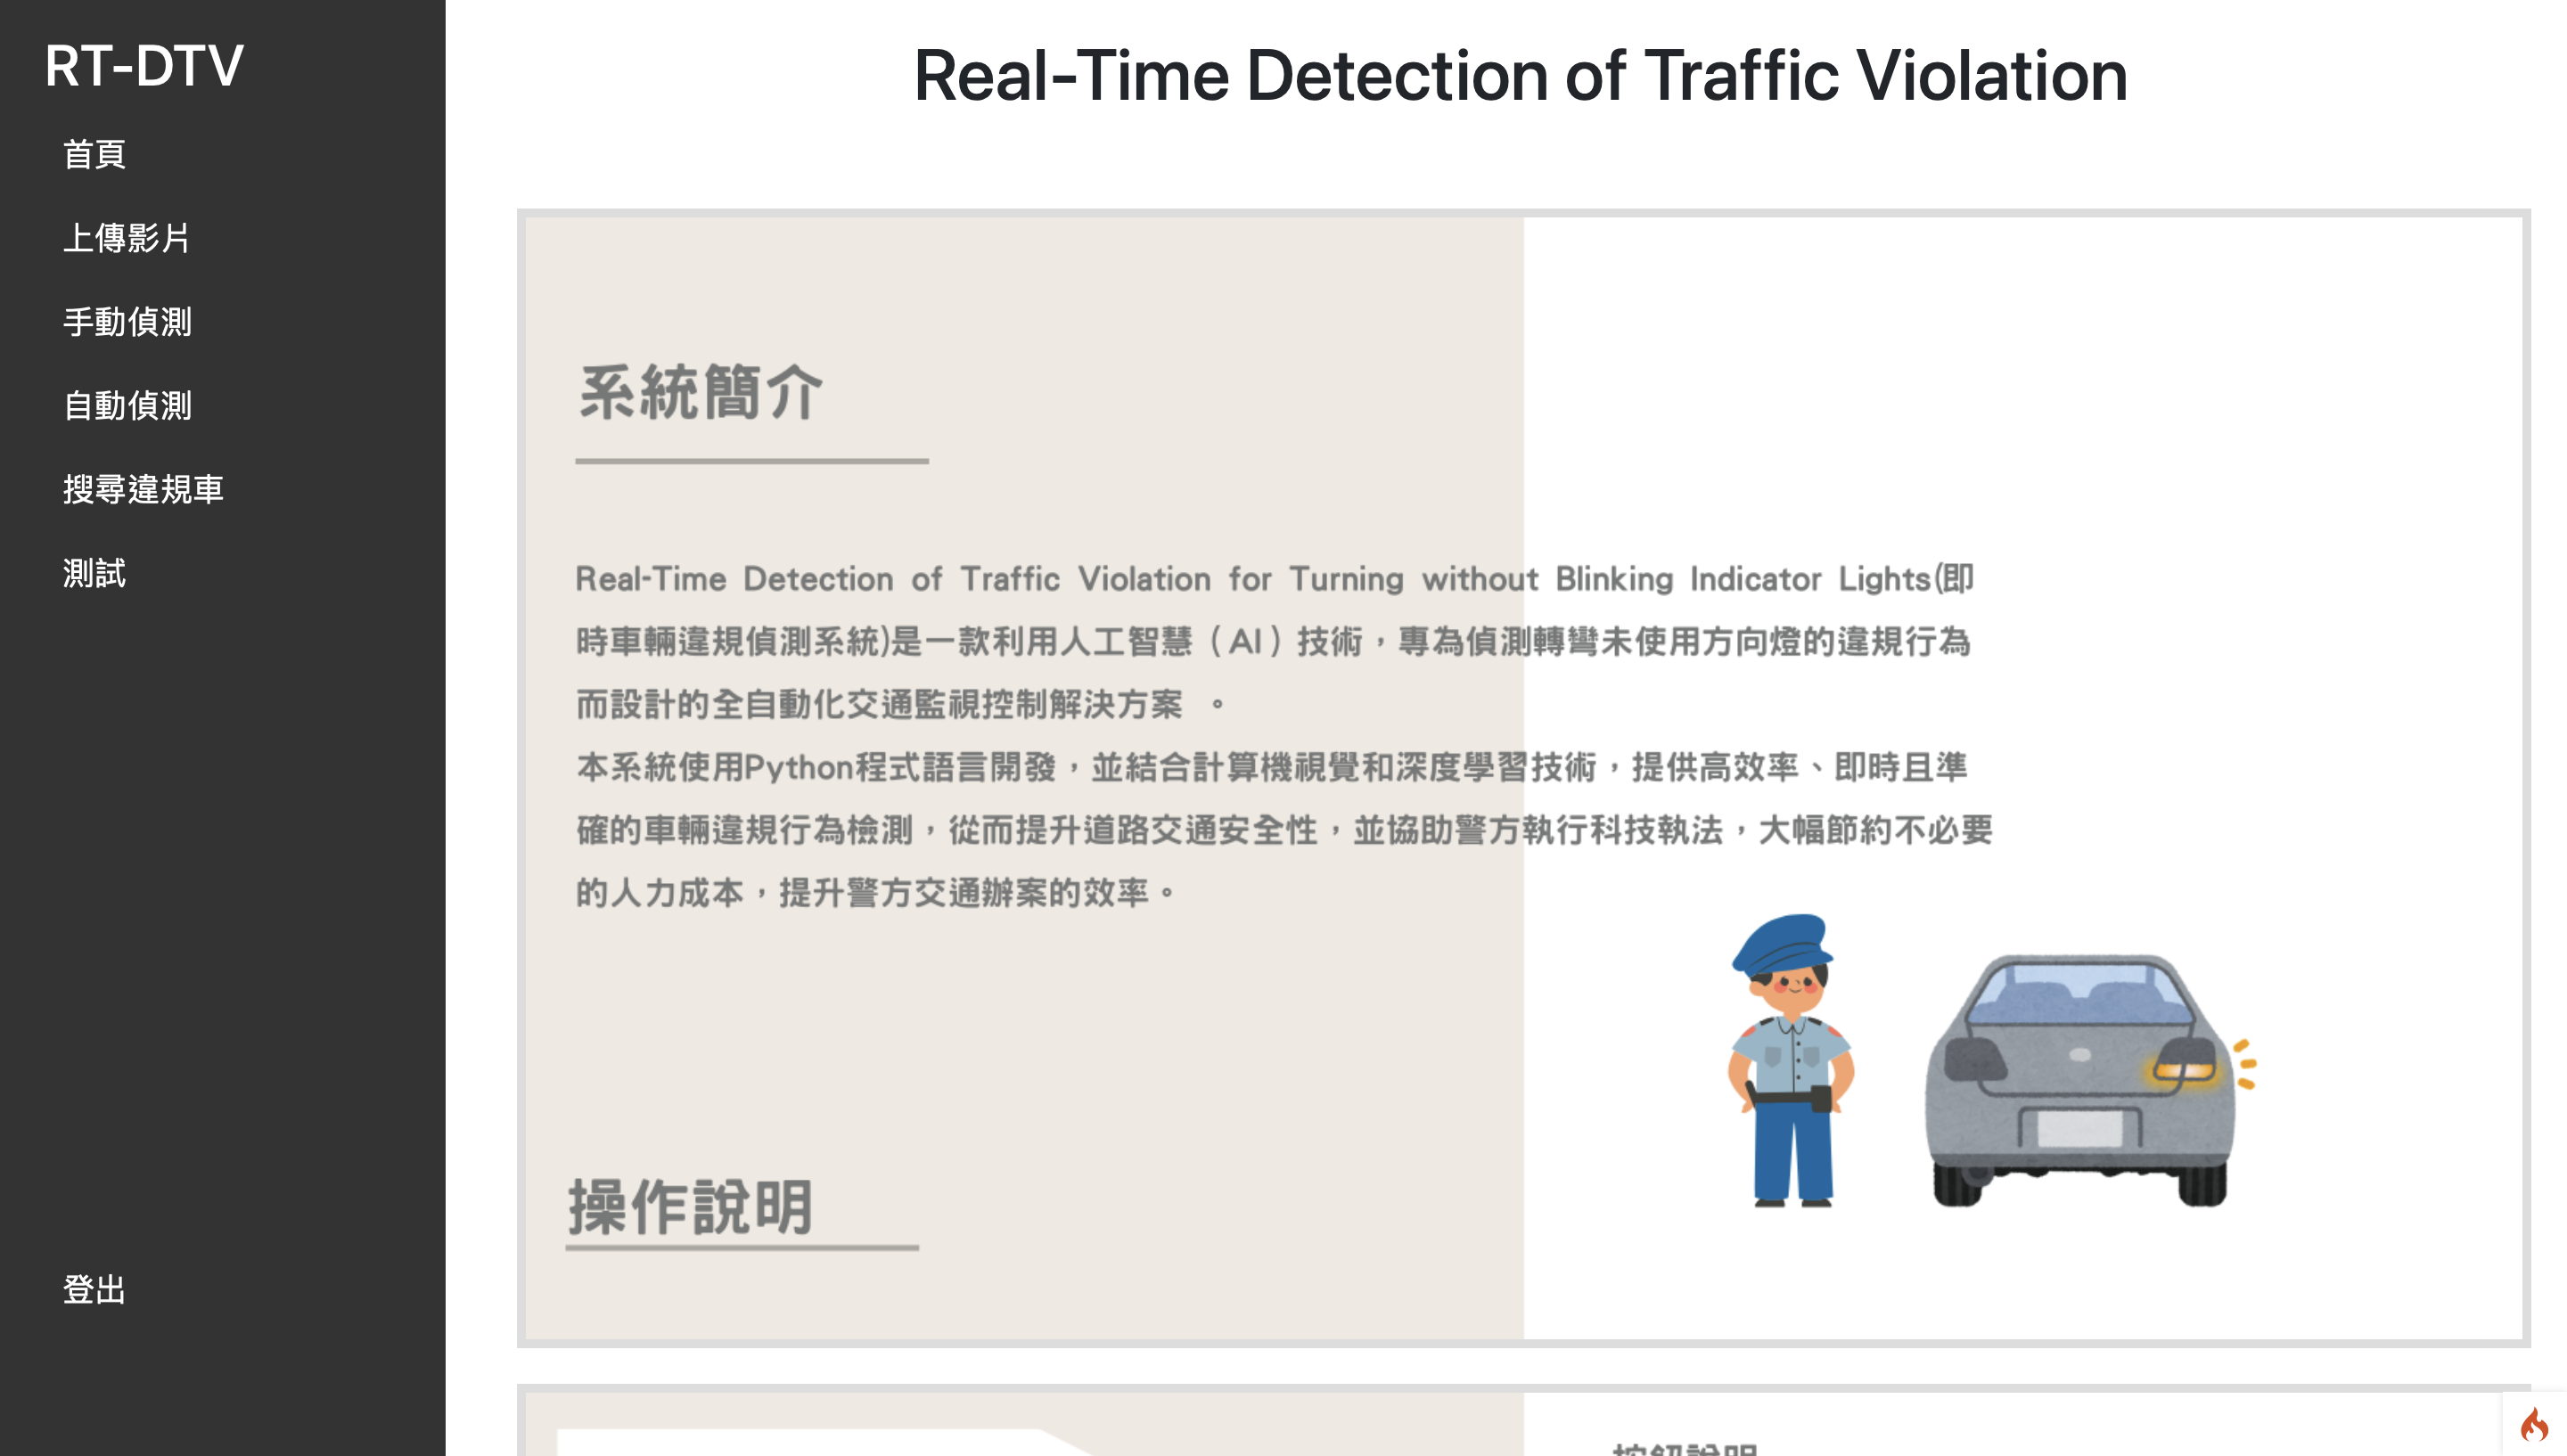 RT-DTV
首頁
上傳影片
手動偵測
自動偵測
搜尋違規車
測試
登出
Real-Time Detection of Traffic Violation
系統簡介
Real-Time Detection of Traffic Violation for Turning without Blinking Indicator Lights(即
時車輛違規偵測系統)是一款利用人工智慧（AI）技術，專為偵測轉彎未使用方向燈的違規行為
而設計的全自動化交通監視控制解決方案 。
本系統使用Python程式語言開發，並結合計算機視覺和深度學習技術，提供高效率、即時且準
確的車輛違規行為檢測，從而提升道路交通安全性，並協助警方執行科技執法，大幅節約不必要
的人力成本，提升警方交通辦案的效率。
操作說明
按鈕說明